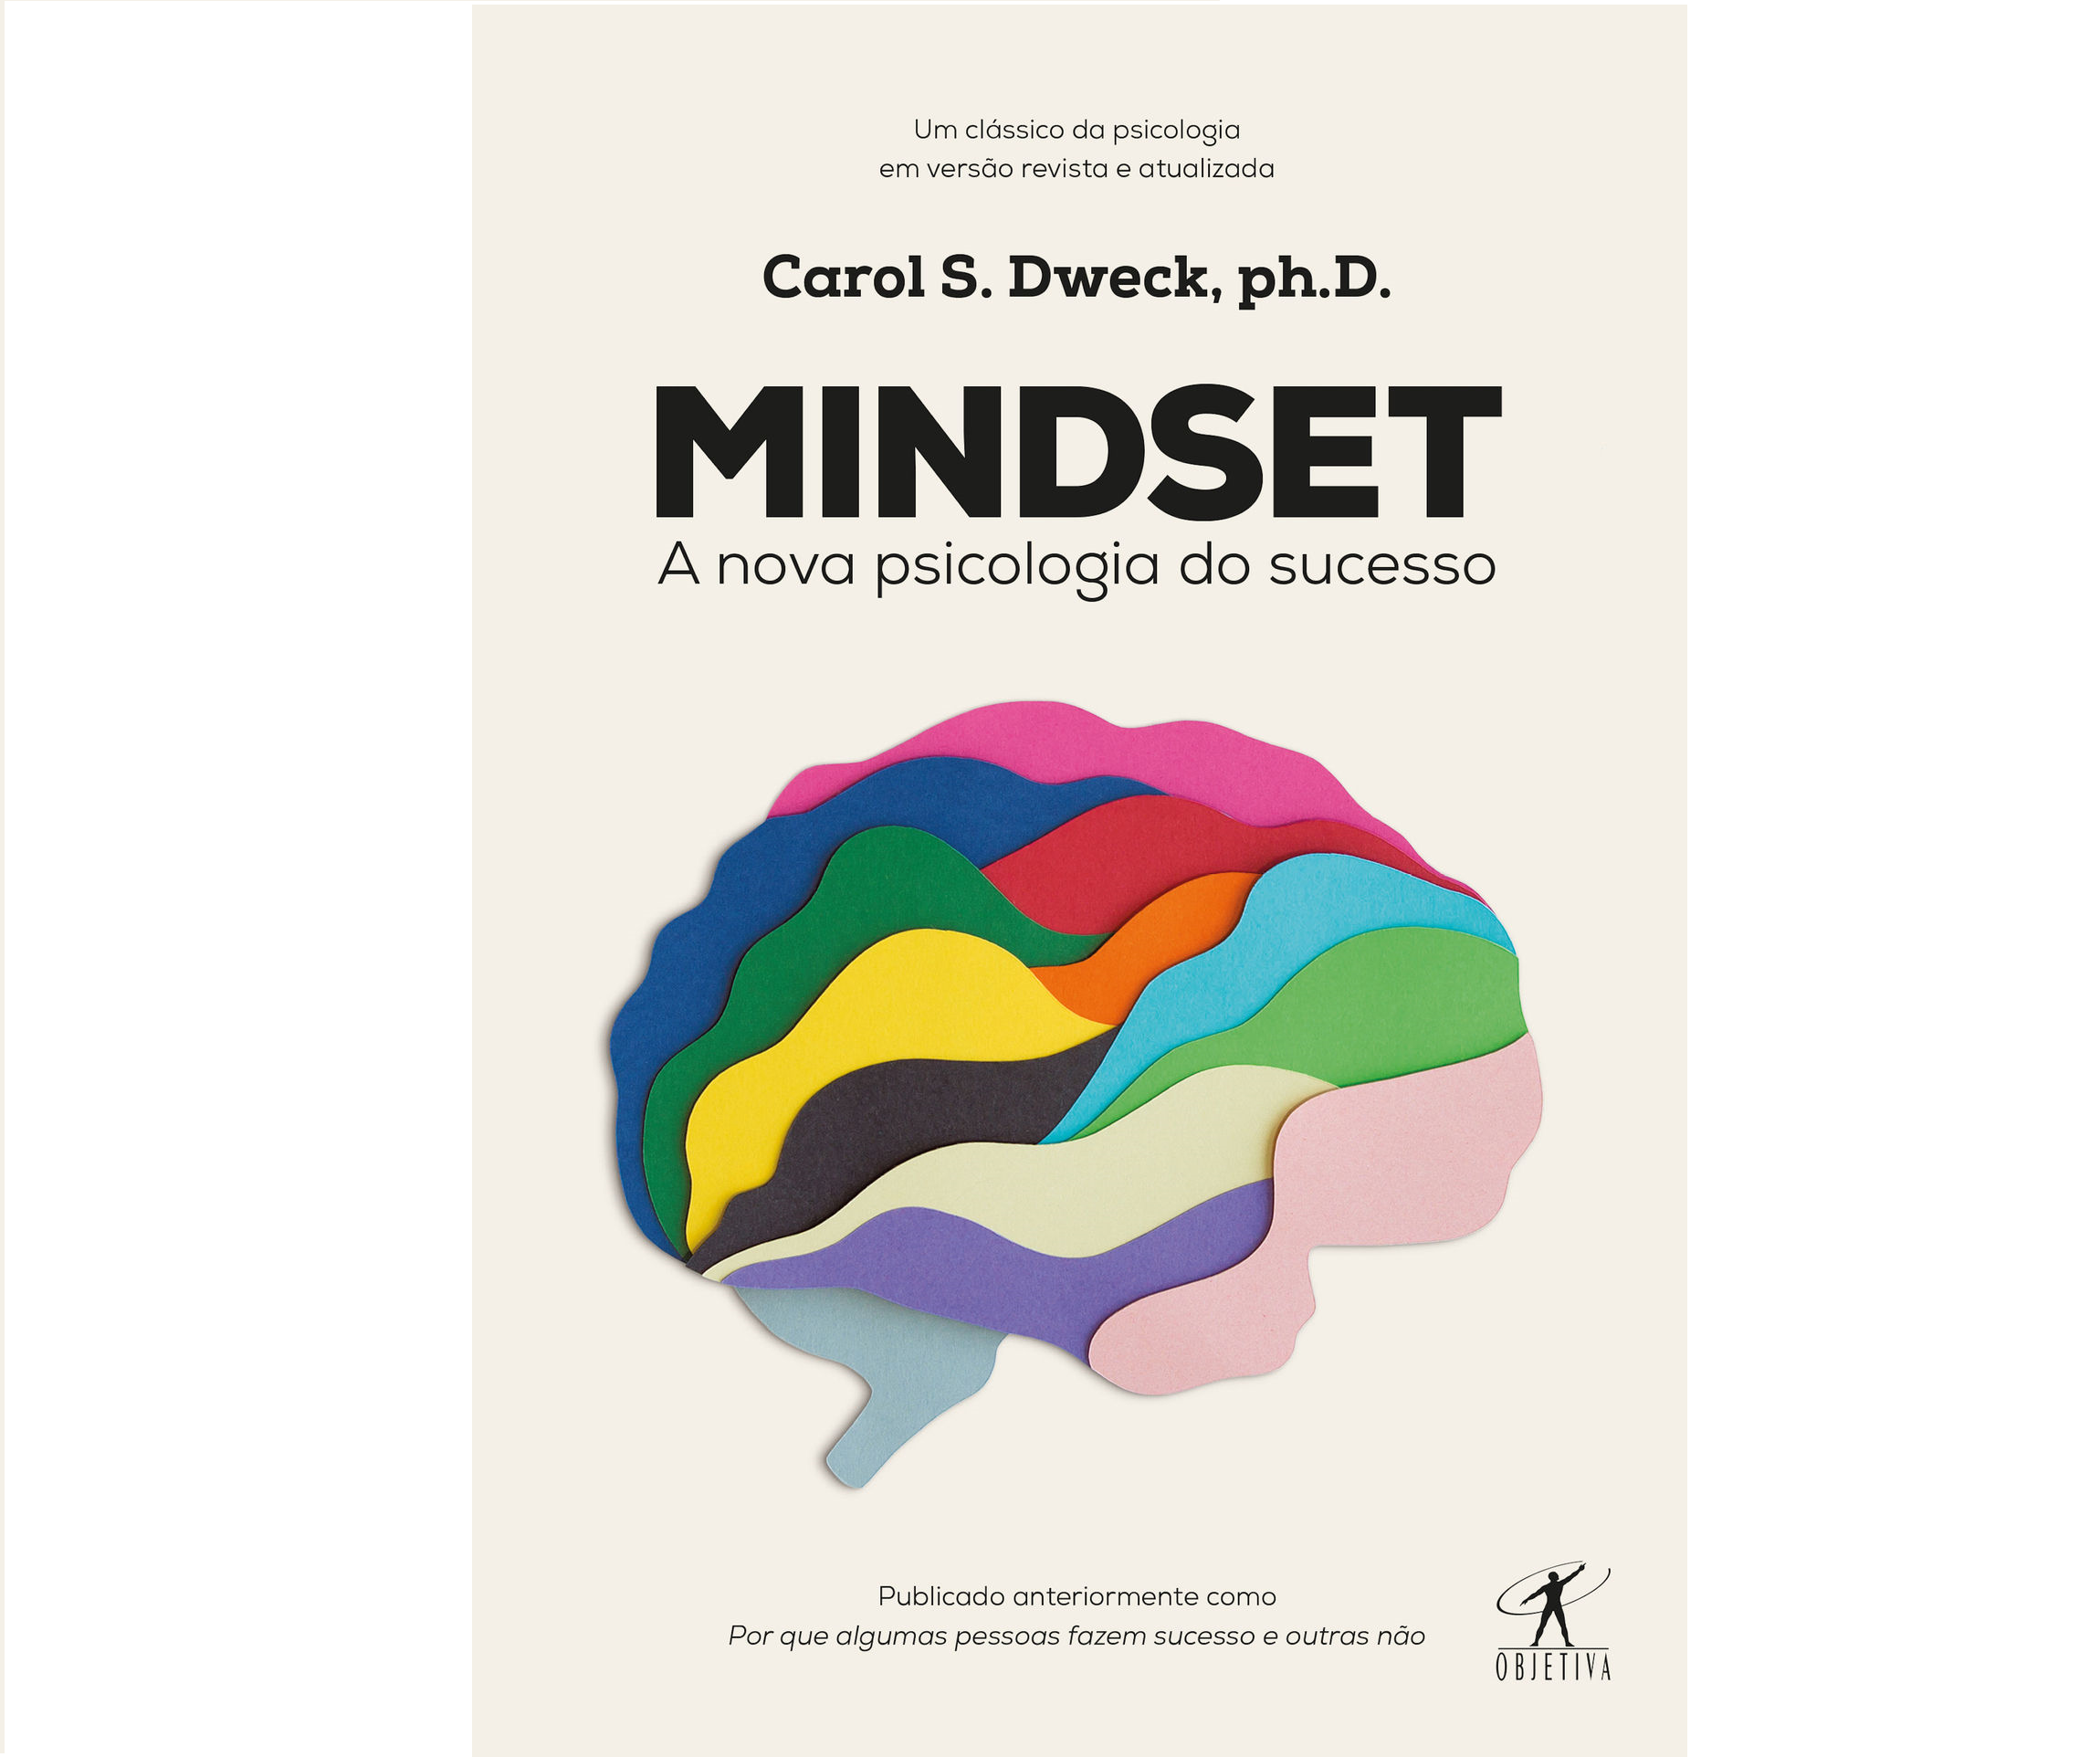 Um clássico da psicologia
em versão revista e atualizada
Carol S. Dweck, ph.D.
MINDSET
A nova psicologia do sucesso
Publicado anteriormente como
Por que algumas pessoas fazem sucesso e outras não
OBJETIVA